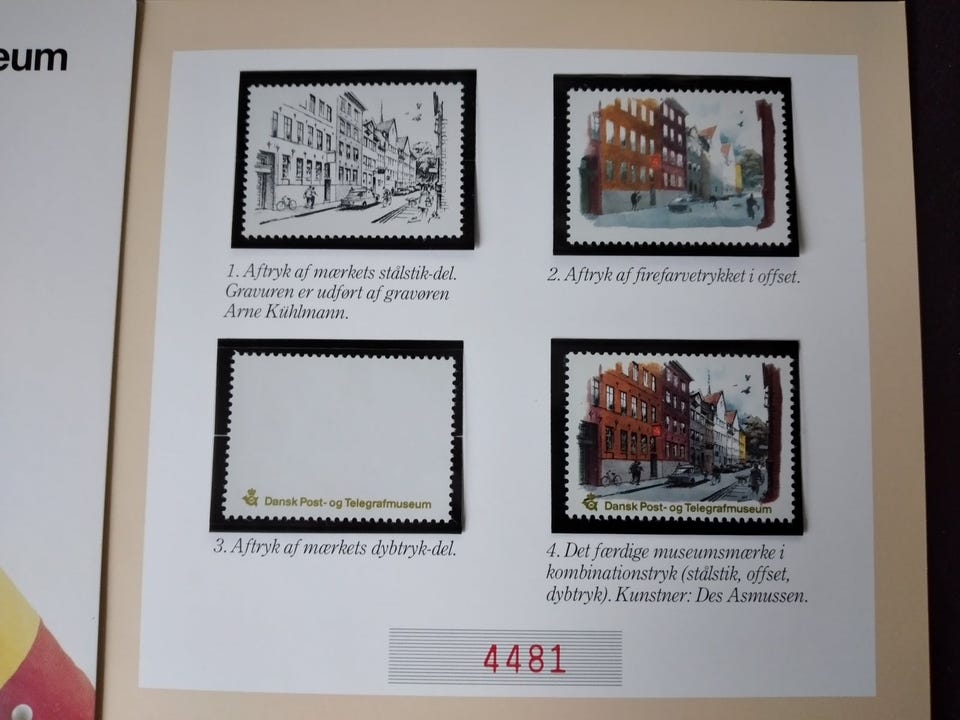 eum
1. Aftryk af mærkets stålstik-del.
Gravuren er udført af gravøren
Arne Kühlmann.
2. Aftryk af firefarvetrykket i offset.
Dansk Post- og Telegrafmuseum
3. Aftryk af mærkets dybtryk-del.
Dansk Post- og Telegrafmuseum
4. Det færdige museumsmærke i
kombinationstryk (stålstik, offset,
dybtryk). Kunstner: Des Asmussen.
4481